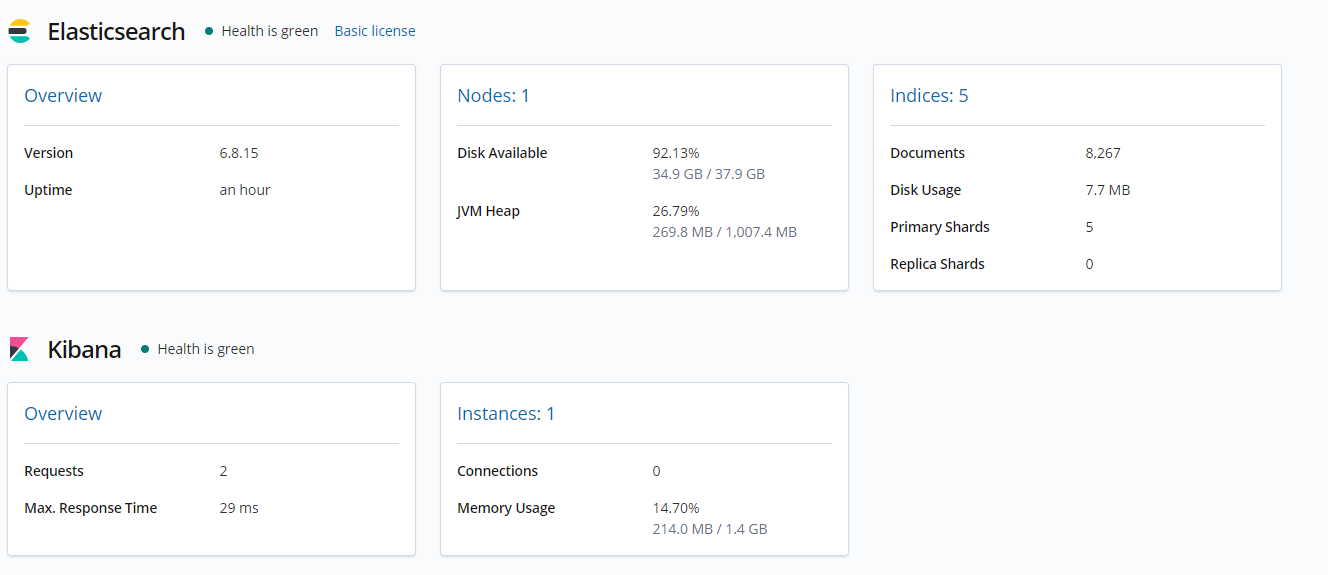 Elasticsearch Health is green Basic license
Overview
Version 6.8.15
Uptime an hour
Nodes: 1
Disk Available 92.13%
34.9 GB / 37.9 GB
JVM Heap 26.79%
269.8 MB / 1,007.4 MB
Indices: 5
Documents 8,267
Disk Usage 7.7 MB
Primary Shards 5
Replica Shards 0
Kibana Health is green
Overview
Requests 2
Max. Response Time 29 ms
Instances: 1
Connections 0
Memory Usage 14.70%
214.0 MB / 1.4 GB